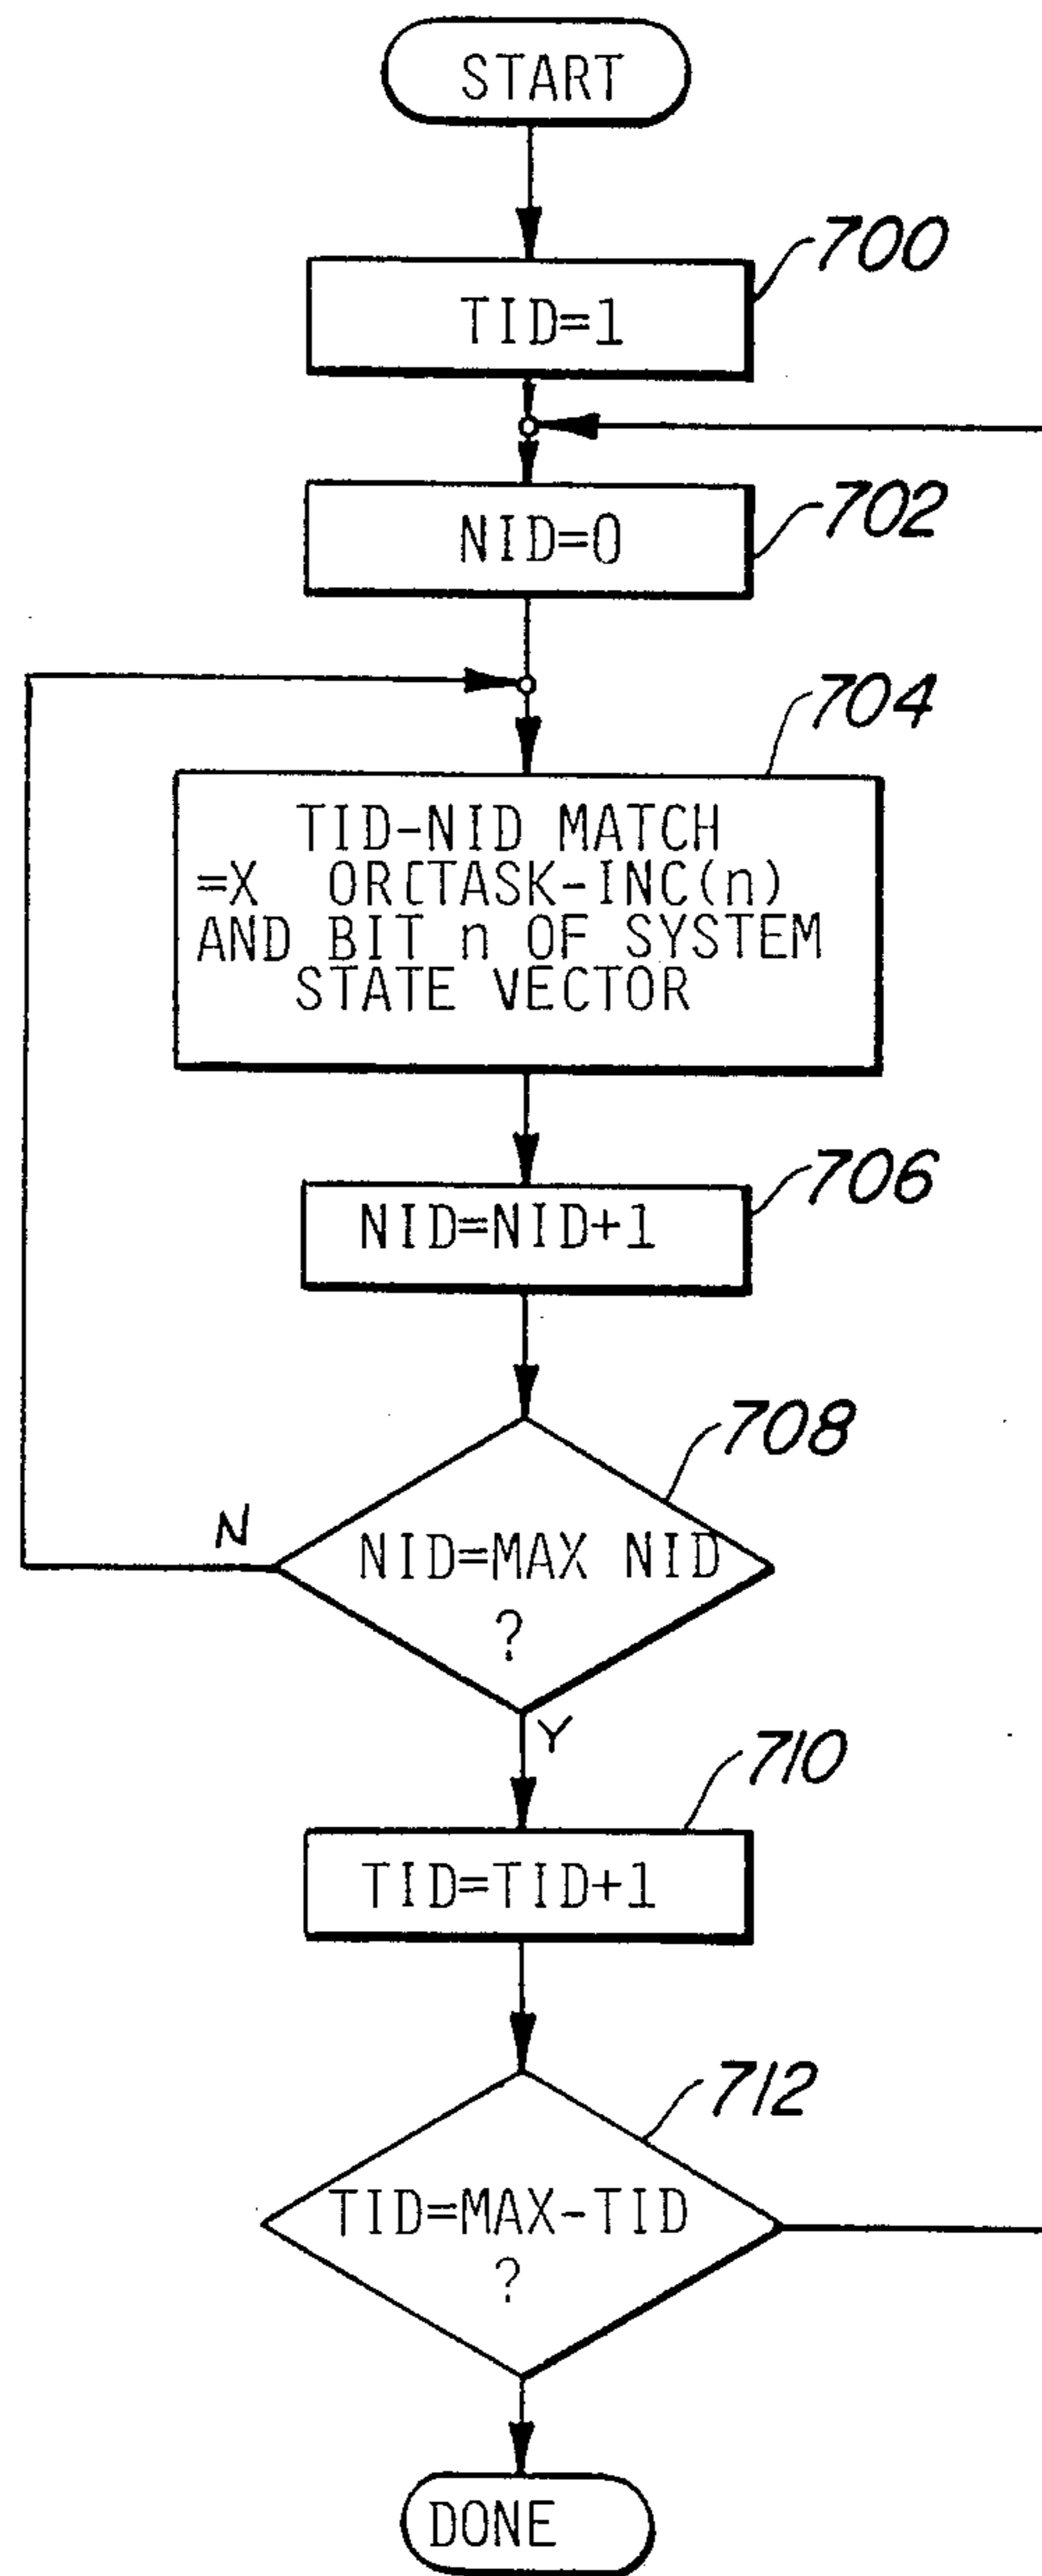 START
700
TID=1
702
NID=0
704
TID-NID MATCH
=X OR[TASK-INC(n)
AND BIT n OF SYSTEM
STATE VECTOR
706
NID=NID+1
708
N
NID=MAX NID
?
Y
710
TID=TID+1
712
TID=MAX-TID
?
DONE